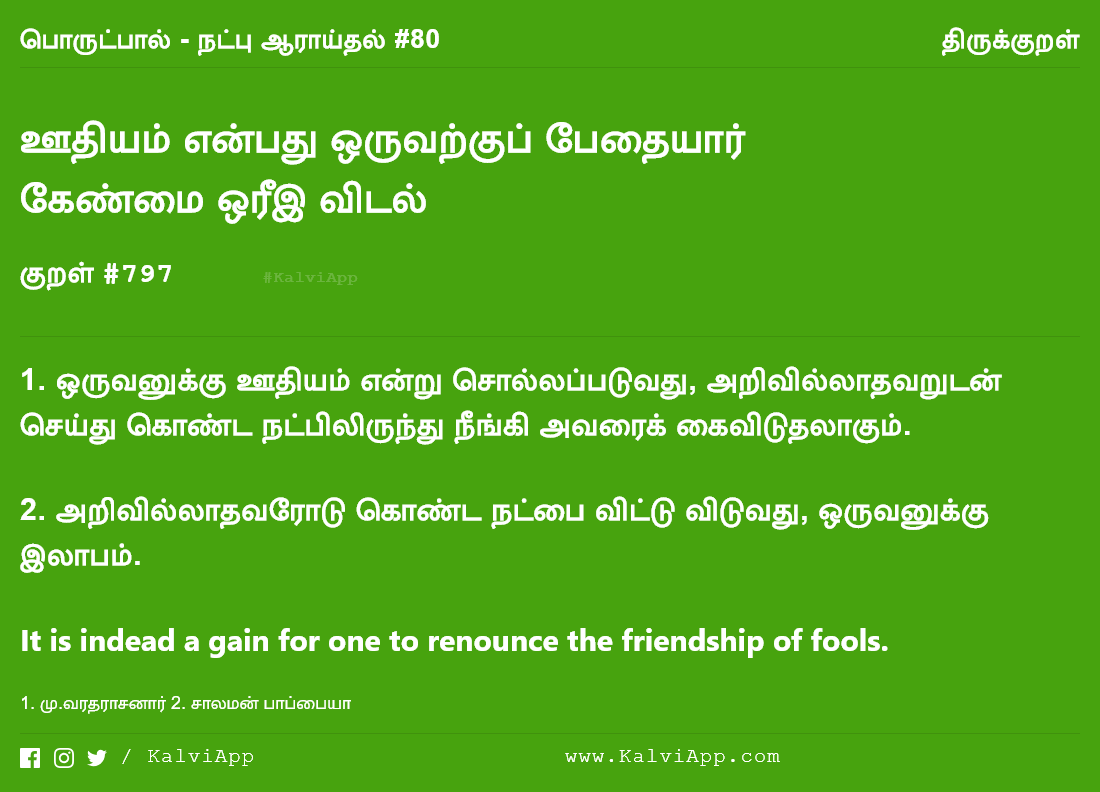 பொருட்பால் - நட்பு ஆராய்தல் #80
திருக்குறள்
ஊதியம் என்பது ஒருவற்குப் பேதையார்
கேண்மை ஒரீஇ விடல்
குறள் #797
#KalviApp
1. ஒருவனுக்கு ஊதியம் என்று சொல்லப்படுவது, அறிவில்லாதவறுடன்
செய்து கொண்ட நட்பிலிருந்து நீங்கி அவரைக் கைவிடுதலாகும்.
2. அறிவில்லாதவரோடு கொண்ட நட்பை விட்டு விடுவது, ஒருவனுக்கு
இலாபம்.
It is indead a gain for one to renounce the friendship of fools.
1. மு.வரதராசனார் 2. சாலமன் பாப்பையா
/ KalviApp
www.KalviApp.com